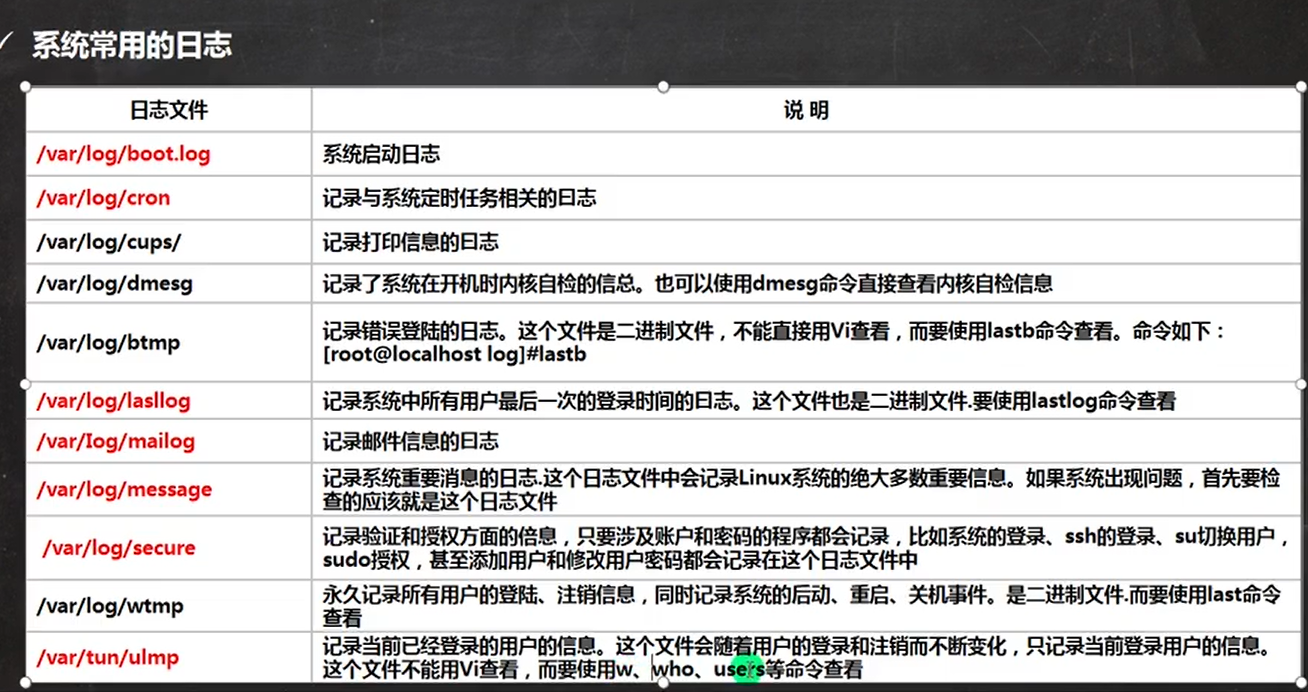 系统常用的日志
日志文件 说 明
/var/log/boot.log 系统启动日志
/var/log/cron 记录与系统定时任务相关的曰志
/var/log/cups/ 记录打印信息的曰志
/var/log/dmesg 记录了系统在开机时内核自检的信总。也可以使用dmesg命令直接查看内核自检信息
/var/log/btmp 记录错误登陆的日志。这个文件是二进制文件，不能直接用Vi查看，而要使用lastb命令查看。命令如下：
[root@localhost log]#lastb
/var/log/lasllog 记录系统中所有用户最后一次的登录时间的曰志。这个文件也是二进制文件.要使用lastlog命令查看
/var/Iog/mailog 记录邮件信息的曰志
/var/log/message 记录系统重要消息的日志.这个日志文件中会记录Linux系统的绝大多数重要信息。如果系统出现问题，首先要检
查的应该就是这个日志文件
/var/log/secure 记录验证和授权方面的倍息，只要涉及账户和密码的程序都会记录，比如系统的登录、ssh的登录、su切换用户，
sudo授权，甚至添加用户和修改用户密码都会记录在这个日志文件中
/var/log/wtmp 永久记录所有用户的登陆、注销信息，同时记录系统的后动、重启、关机事件。是二进制文件.而要使用last命令
查看
/var/tun/ulmp 记录当前已经登录的用户的信息。这个文件会随着用户的登录和注销而不断变化，只记录当前登录用户的信息。
这个文件不能用Vi查看，而要使用w、who、users等命令查看